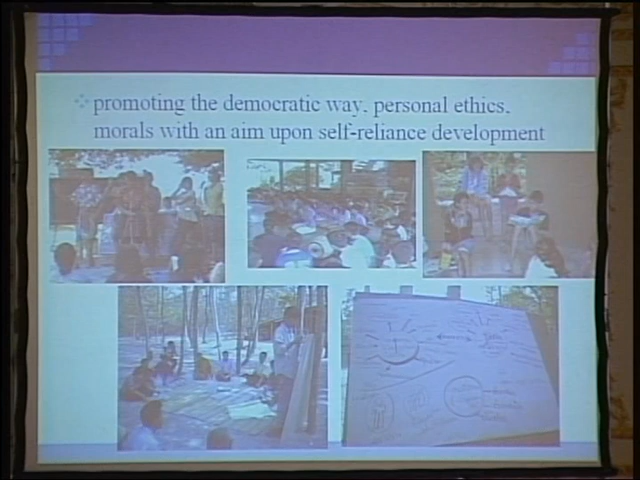 promoting the democratic way, personal ethics,
morals with an aim upon self-reliance development